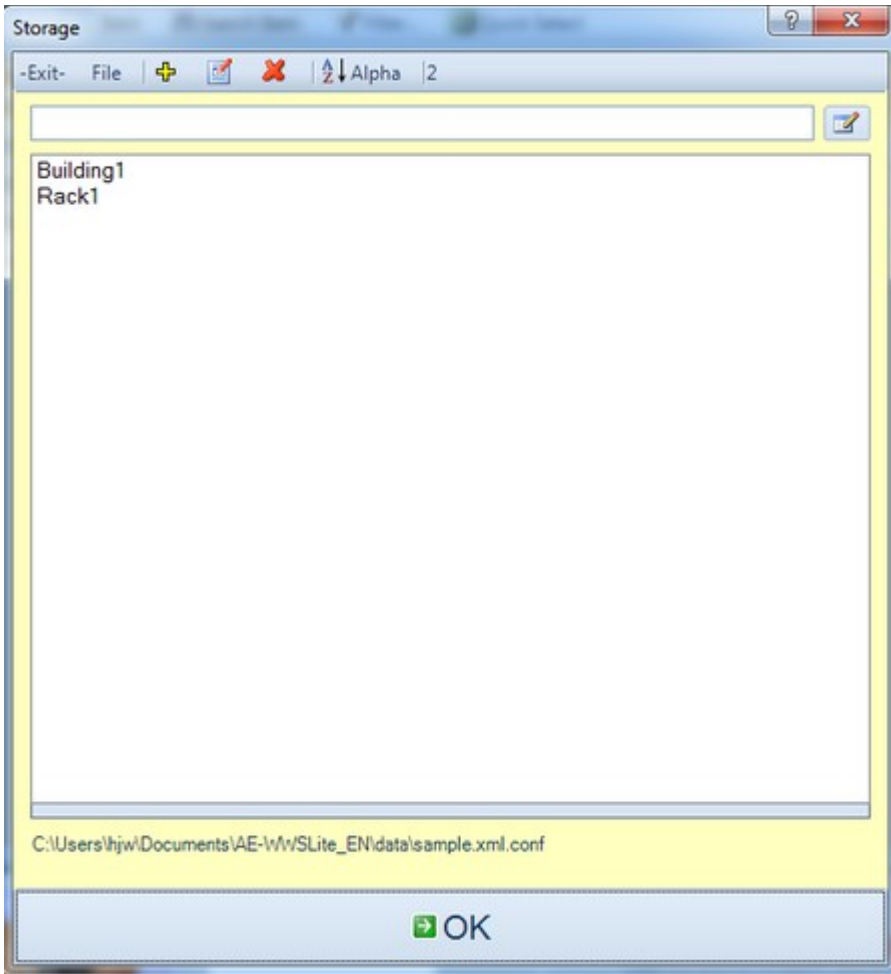 Storage
-Exit- File Alpha 2
Building1
Rack1
C:\Users\hjw\Documents\AE-WWSLite_EN\data\sample.xml.conf
OK